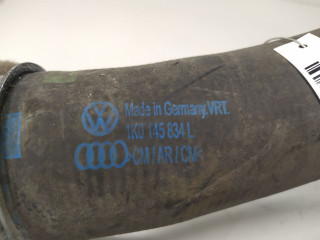 Made in Germany.VRT.
1K0 145 834 L
>CM/AR/CM<